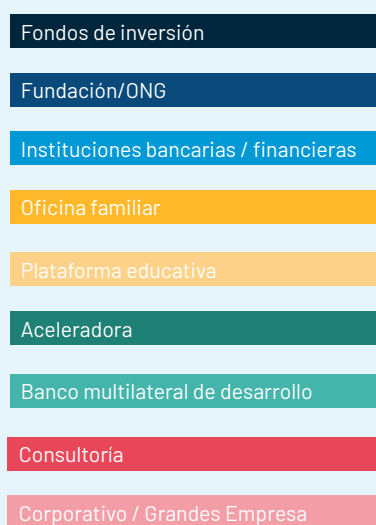 Fondos de inversión
Fundación/ONG
Instituciones bancarias / financieras
Oficina familiar
Plataforma educativa
Aceleradora
Banco multilateral de desarrollo
Consultoría
Corporativo / Grandes Empresa